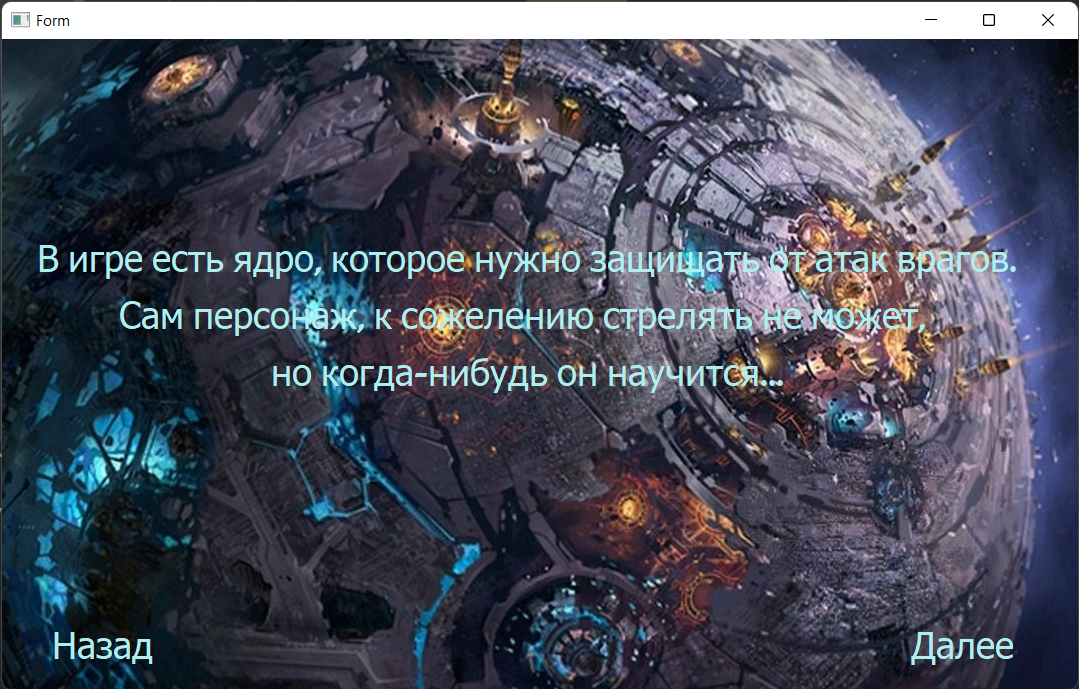 Form
В игре есть ядро, которое нужно защищать от атак врагов.
Сам персонаж, к сожелению стрелять не может,
но когда-нибудь он научится...
Назад
Далее